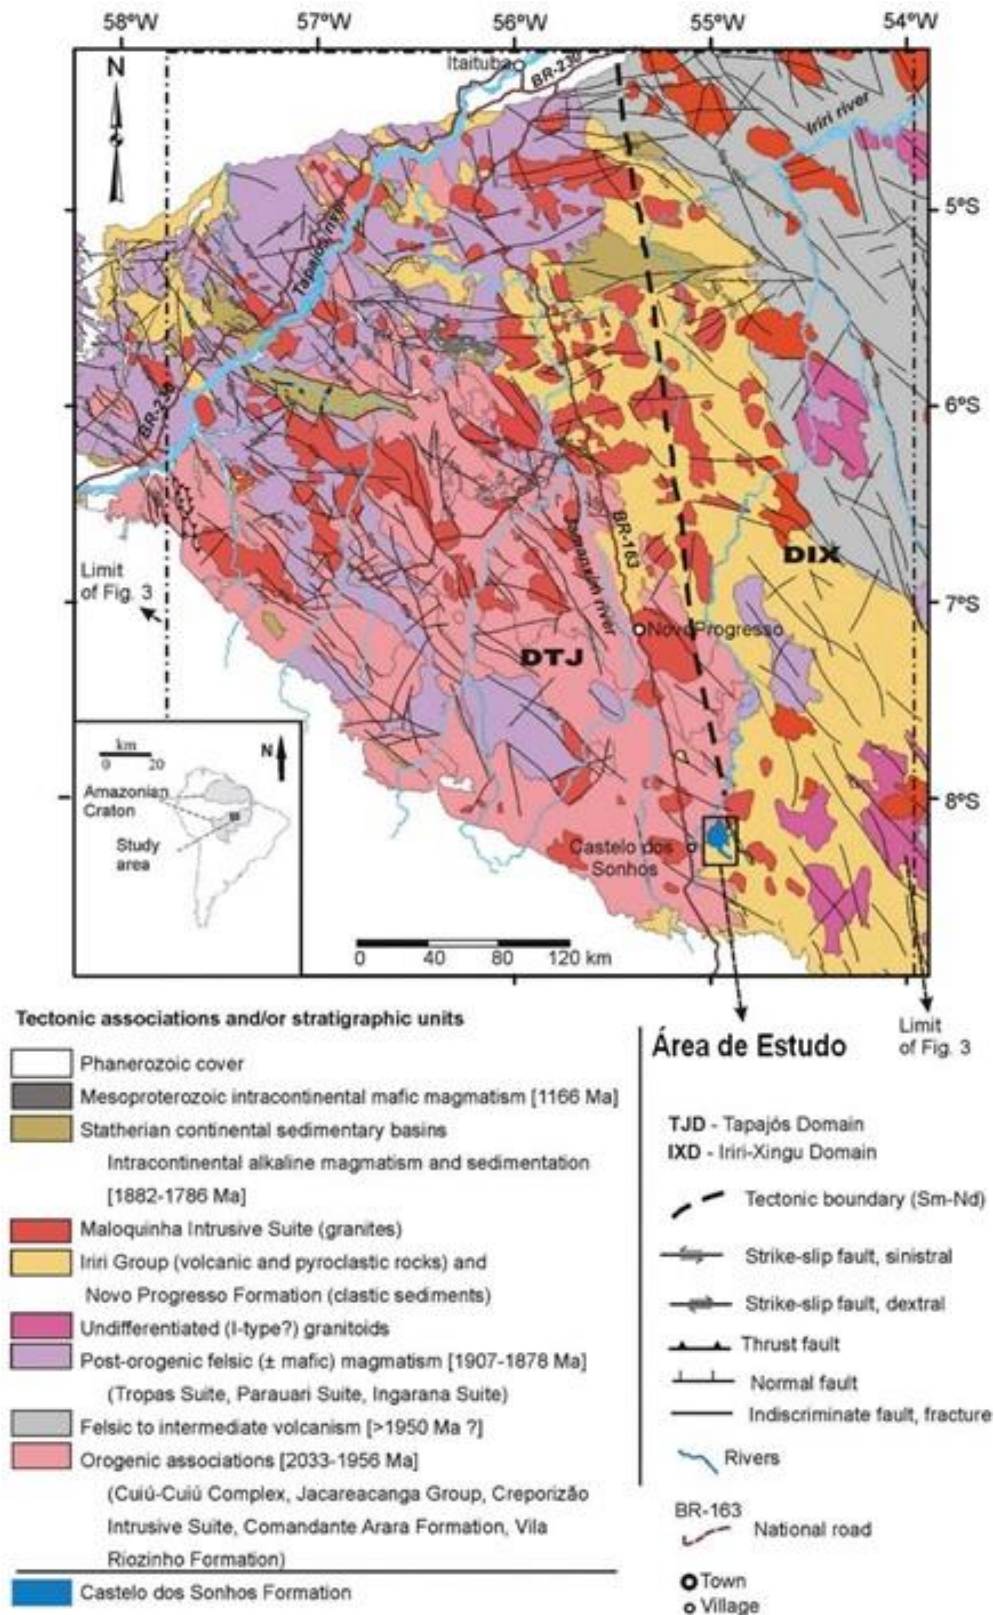 58°W 57°W 56°W 55°W 54°W
N
Itaituba
BR-230
Iriri river
5°S
Tapajós river
6°S
BR-230
BR-163
Jamanxim river
DIX
Limit
of Fig. 3
7°S
Novo Progresso
DTJ
km
0 20
N
Amazonian
Craton
Study
area
8°S
Castelo dos
Sonhos
0 40 80 120 km
Tectonic associations and/or stratigraphic units
Phanerozoic cover
Mesoproterozoic intracontinental mafic magmatism [1166 Ma]
Statherian continental sedimentary basins
Intracontinental alkaline magmatism and sedimentation
[1882-1786 Ma]
Maloquinha Intrusive Suite (granites)
Iriri Group (volcanic and pyroclastic rocks) and
Novo Progresso Formation (clastic sediments)
Undifferentiated (I-type?) granitoids
Post-orogenic felsic (± mafic) magmatism [1907-1878 Ma]
(Tropas Suite, Parauari Suite, Ingarana Suite)
Felsic to intermediate volcanism [>1950 Ma ?]
Orogenic associations [2033-1956 Ma]
(Cuiú-Cuiú Complex, Jacareacanga Group, Creporizão
Intrusive Suite, Comandante Arara Formation, Vila
Riozinho Formation)
Castelo dos Sonhos Formation
Área de Estudo
Limit
of Fig. 3
TJD - Tapajós Domain
IXD - Iriri-Xingu Domain
Tectonic boundary (Sm-Nd)
Strike-slip fault, sinistral
Strike-slip fault, dextral
Thrust fault
Normal fault
Indiscriminate fault, fracture
Rivers
BR-163
National road
Town
Village